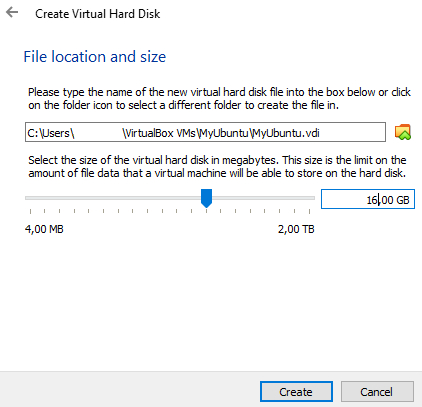 Create Virtual Hard Disk
File location and size
Please type the name of the new virtual hard disk file into the box below or click
on the folder icon to select a different folder to create the file in.
C:\Users\ \VirtualBox VMs\MyUbuntu\MyUbuntu.vdi
Select the size of the virtual hard disk in megabytes. This size is the limit on the
amount of file data that a virtual machine will be able to store on the hard disk.
16,00 GB
4,00 MB 2,00 TB
Create Cancel